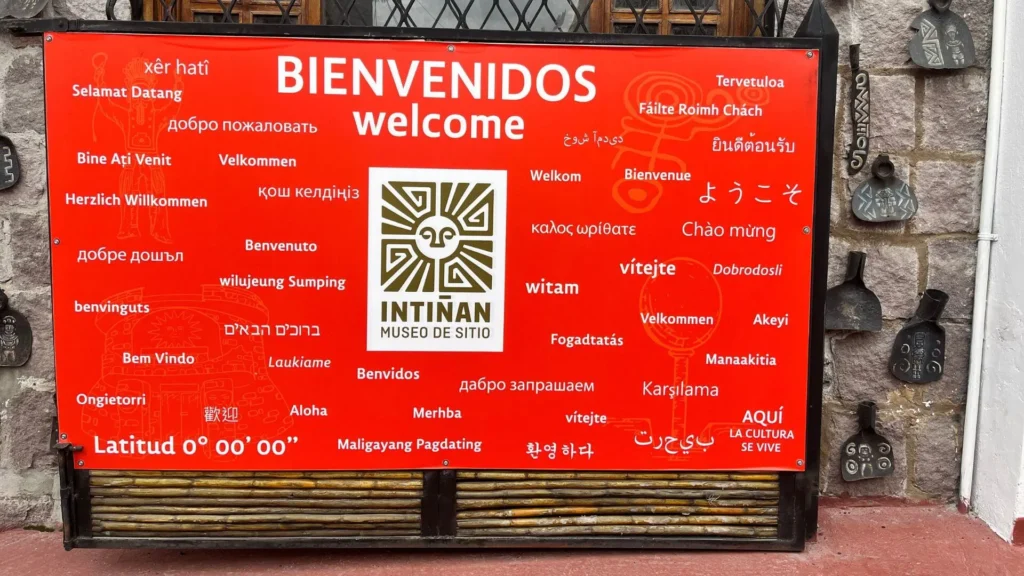 BIENVENIDOS
welcome
xêr hatî
Selamat Datang
Tervetuloa
Fáilte Roimh Chách
добро пожаловать
ยินดีต้อนรับ
Bine Ați Venit
Velkommen
Welkom
Bienvenue
ようこそ
Herzlich Willkommen
қош келдіңіз
калос ωρίθατε
Chào mừng
добре дошъл
Benvenuto
vítejte
Dobrodosli
wilujeung Sumping
witam
benvinguts
INTIÑAN
MUSEO DE SITIO
Velkommen
Akeyi
ברוכים הבאים
Fogadtatás
Bem Vindo
Laukiame
Manaakitia
Benvidos
дабро запрашаем
Karşılama
Ongietorri
歡迎
Aloha
Merhba
vítejte
AQUÍ
LA CULTURA
SE VIVE
Latitud 0° 00’ 00”
Maligayang Pagdating
환영하다